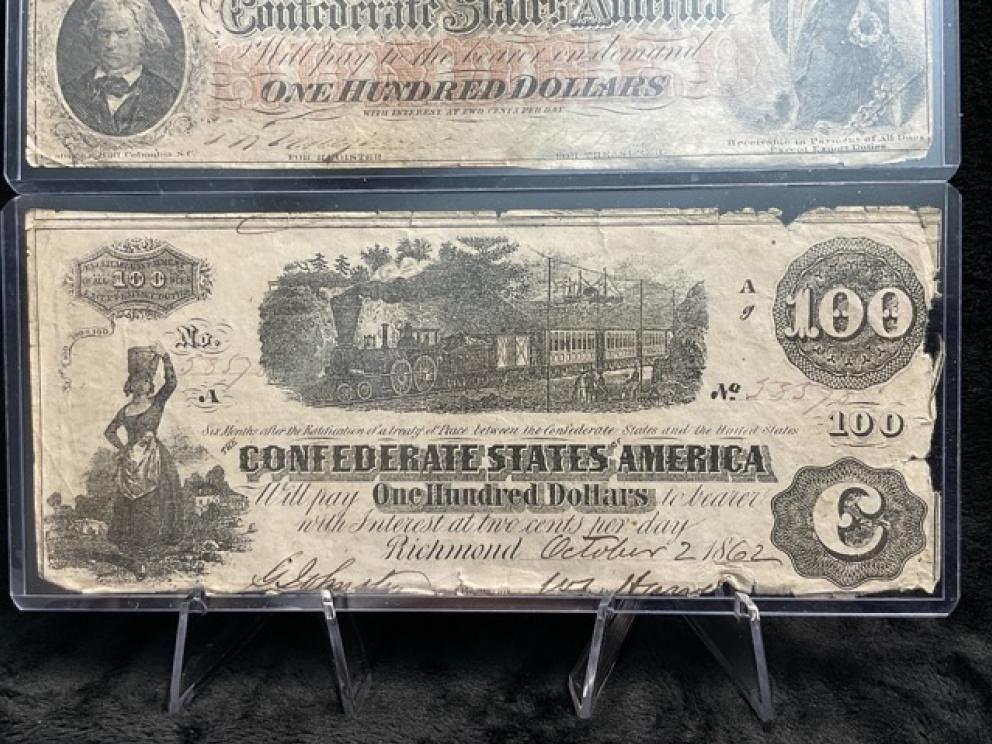 Confederate States America
Will pay to the bearer on demand
ONE HUNDRED DOLLARS
WITH INTEREST AT TWO CENTS PER DAY
Columbia S.C.
FOR REGISTER
FOR TREASURER
Receivable in Payment of All Dues
Except Export Duties
100
No.
A
A
g
100
No
100
Six Months after the Ratification of a treaty of Peace between the Confederate States and the United States
THE CONFEDERATE STATES OF AMERICA
Will pay One Hundred Dollars to bearer
with Interest at two cents per day
Richmond October 2 1862
C